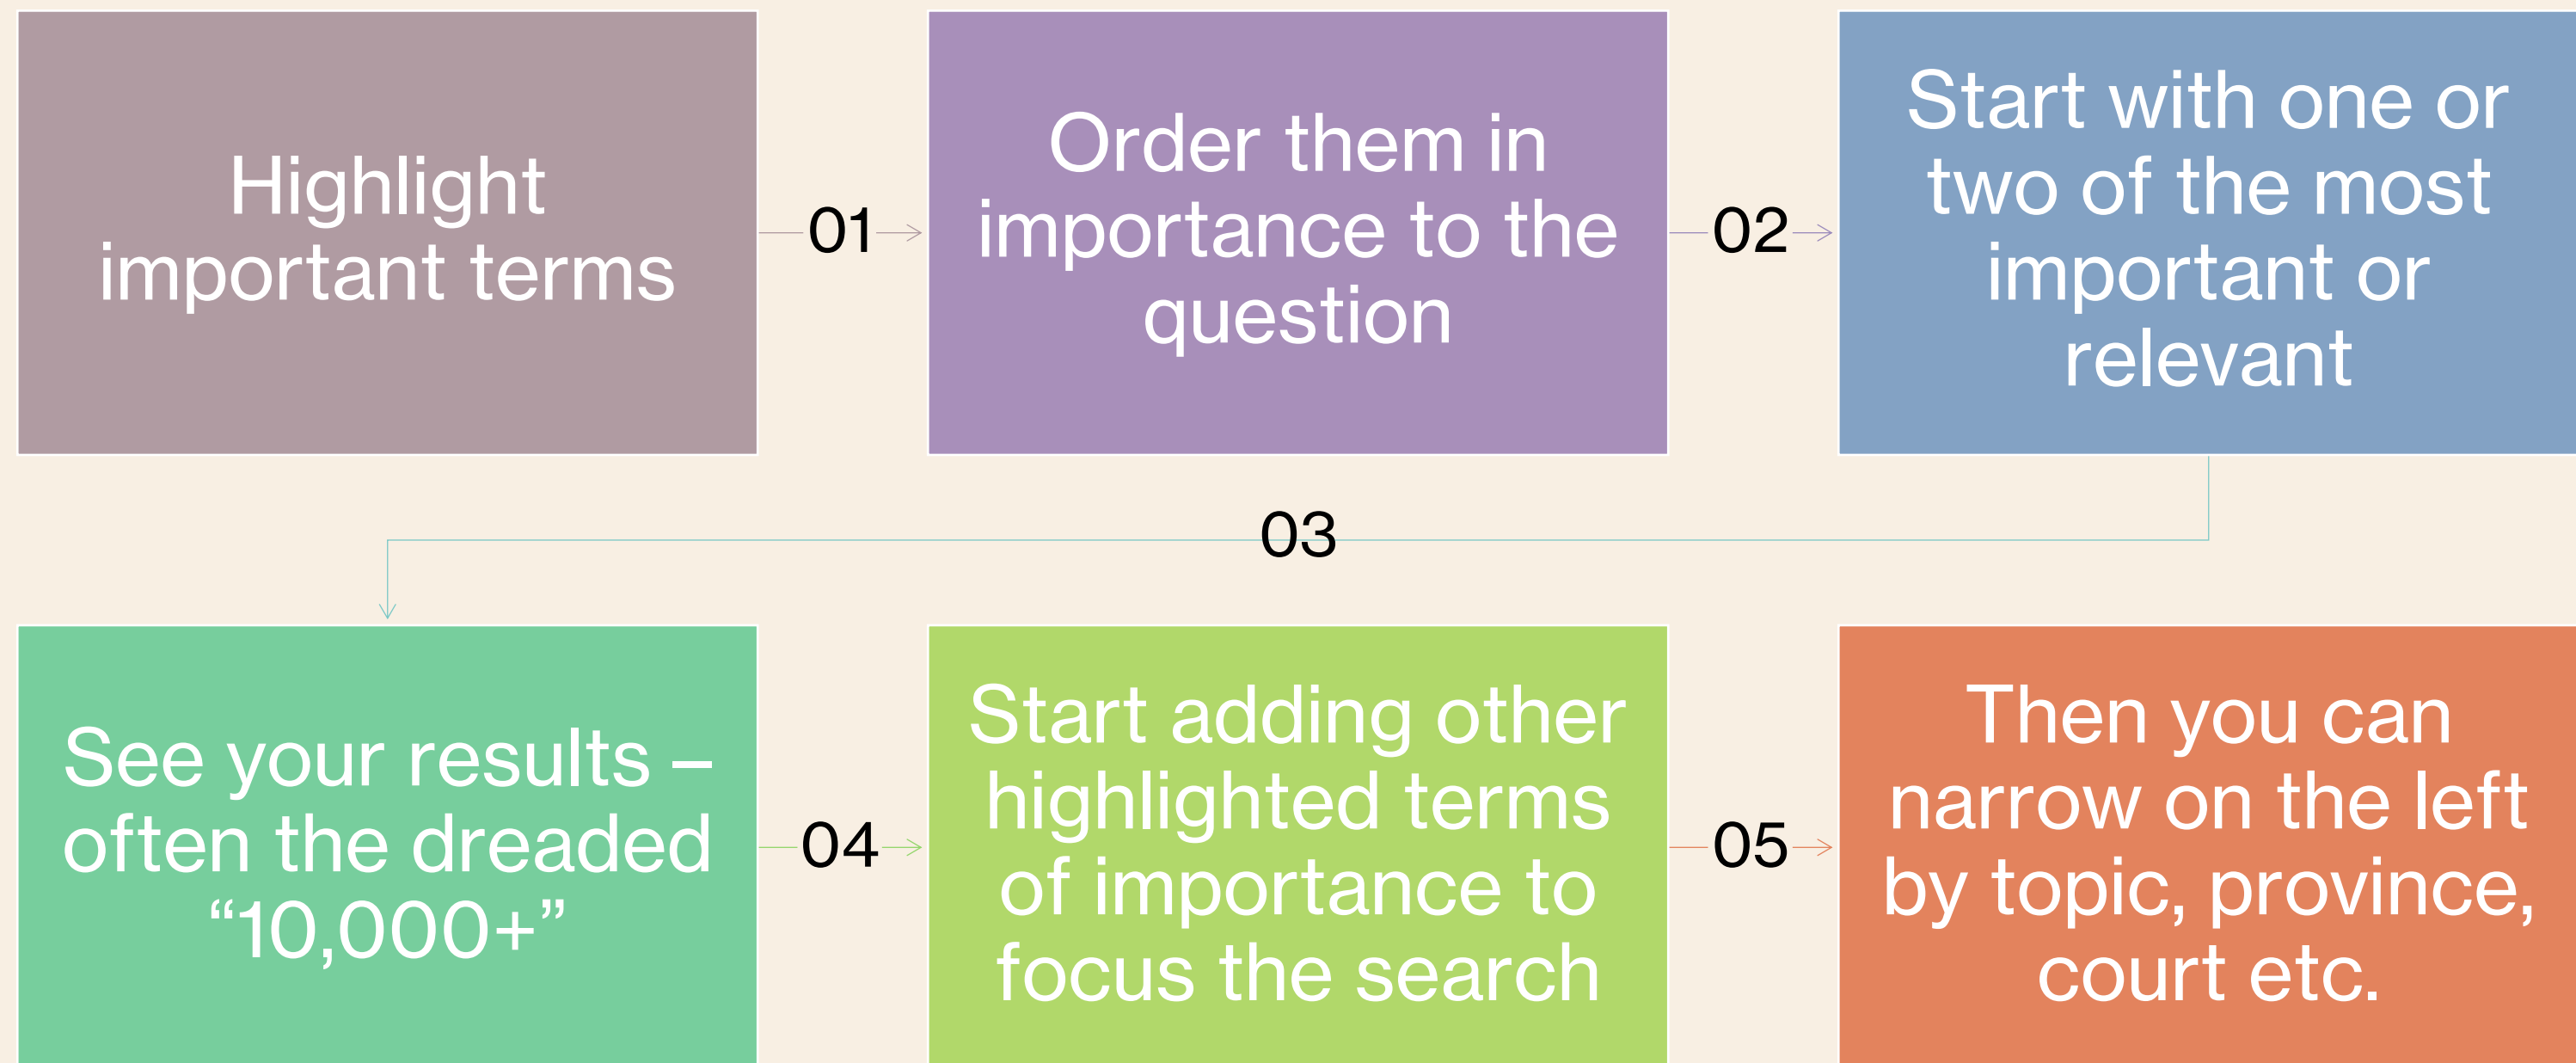 Highlight
important terms
01
Order them in
importance to the
question
02
Start with one or
two of the most
important or
relevant
03
See your results –
often the dreaded
“10,000+”
04
Start adding other
highlighted terms
of importance to
focus the search
05
Then you can
narrow on the left
by topic, province,
court etc.